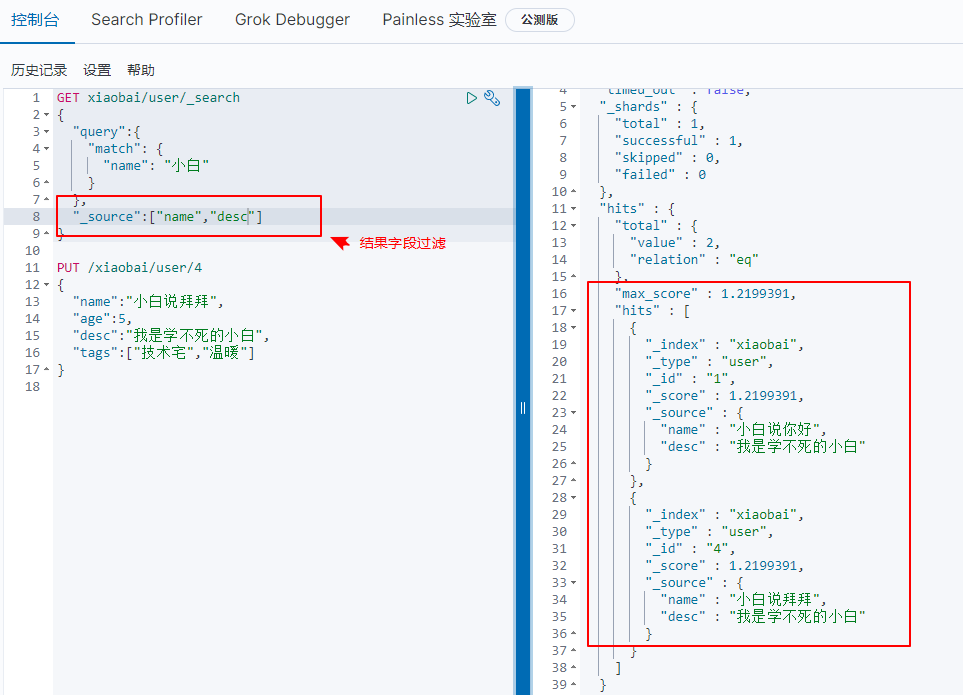 控制台 Search Profiler Grok Debugger Painless 实验室 公测版
历史记录 设置 帮助
1 GET xiaobai/user/_search
2 {
3 "query":{
4 "match": {
5 "name": "小白"
6 }
7 },
8 "_source":["name","desc"]
9 }
结果字段过滤
10
11 PUT /xiaobai/user/4
12 {
13 "name":"小白说拜拜",
14 "age":5,
15 "desc":"我是学不死的小白",
16 "tags":["技术宅","温暖"]
17 }
18
4 "timed_out" : false,
5 "_shards" : {
6 "total" : 1,
7 "successful" : 1,
8 "skipped" : 0,
9 "failed" : 0
10 },
11 "hits" : {
12 "total" : {
13 "value" : 2,
14 "relation" : "eq"
15 },
16 "max_score" : 1.2199391,
17 "hits" : [
18 {
19 "_index" : "xiaobai",
20 "_type" : "user",
21 "_id" : "1",
22 "_score" : 1.2199391,
23 "_source" : {
24 "name" : "小白说你好",
25 "desc" : "我是学不死的小白"
26 }
27 },
28 {
29 "_index" : "xiaobai",
30 "_type" : "user",
31 "_id" : "4",
32 "_score" : 1.2199391,
33 "_source" : {
34 "name" : "小白说拜拜",
35 "desc" : "我是学不死的小白"
36 }
37 }
38 ]
39 }